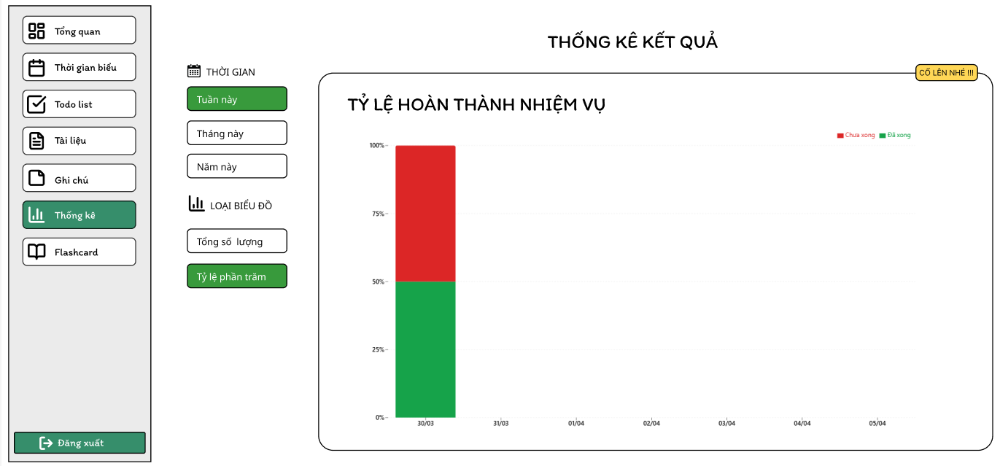 Tổng quan
Thời gian biểu
Todo list
Tài liệu
Ghi chú
Thống kê
Flashcard
Đăng xuất
THỜI GIAN
Tuần này
Tháng này
Năm này
LOẠI BIỂU ĐỒ
Tổng số lượng
Tỷ lệ phần trăm
THỐNG KÊ KẾT QUẢ
CỐ LÊN NHÉ !!!
TỶ LỆ HOÀN THÀNH NHIỆM VỤ
Chưa xong Đã xong
100%
75%
50%
25%
0%
30/03 31/03 01/04 02/04 03/04 04/04 05/04